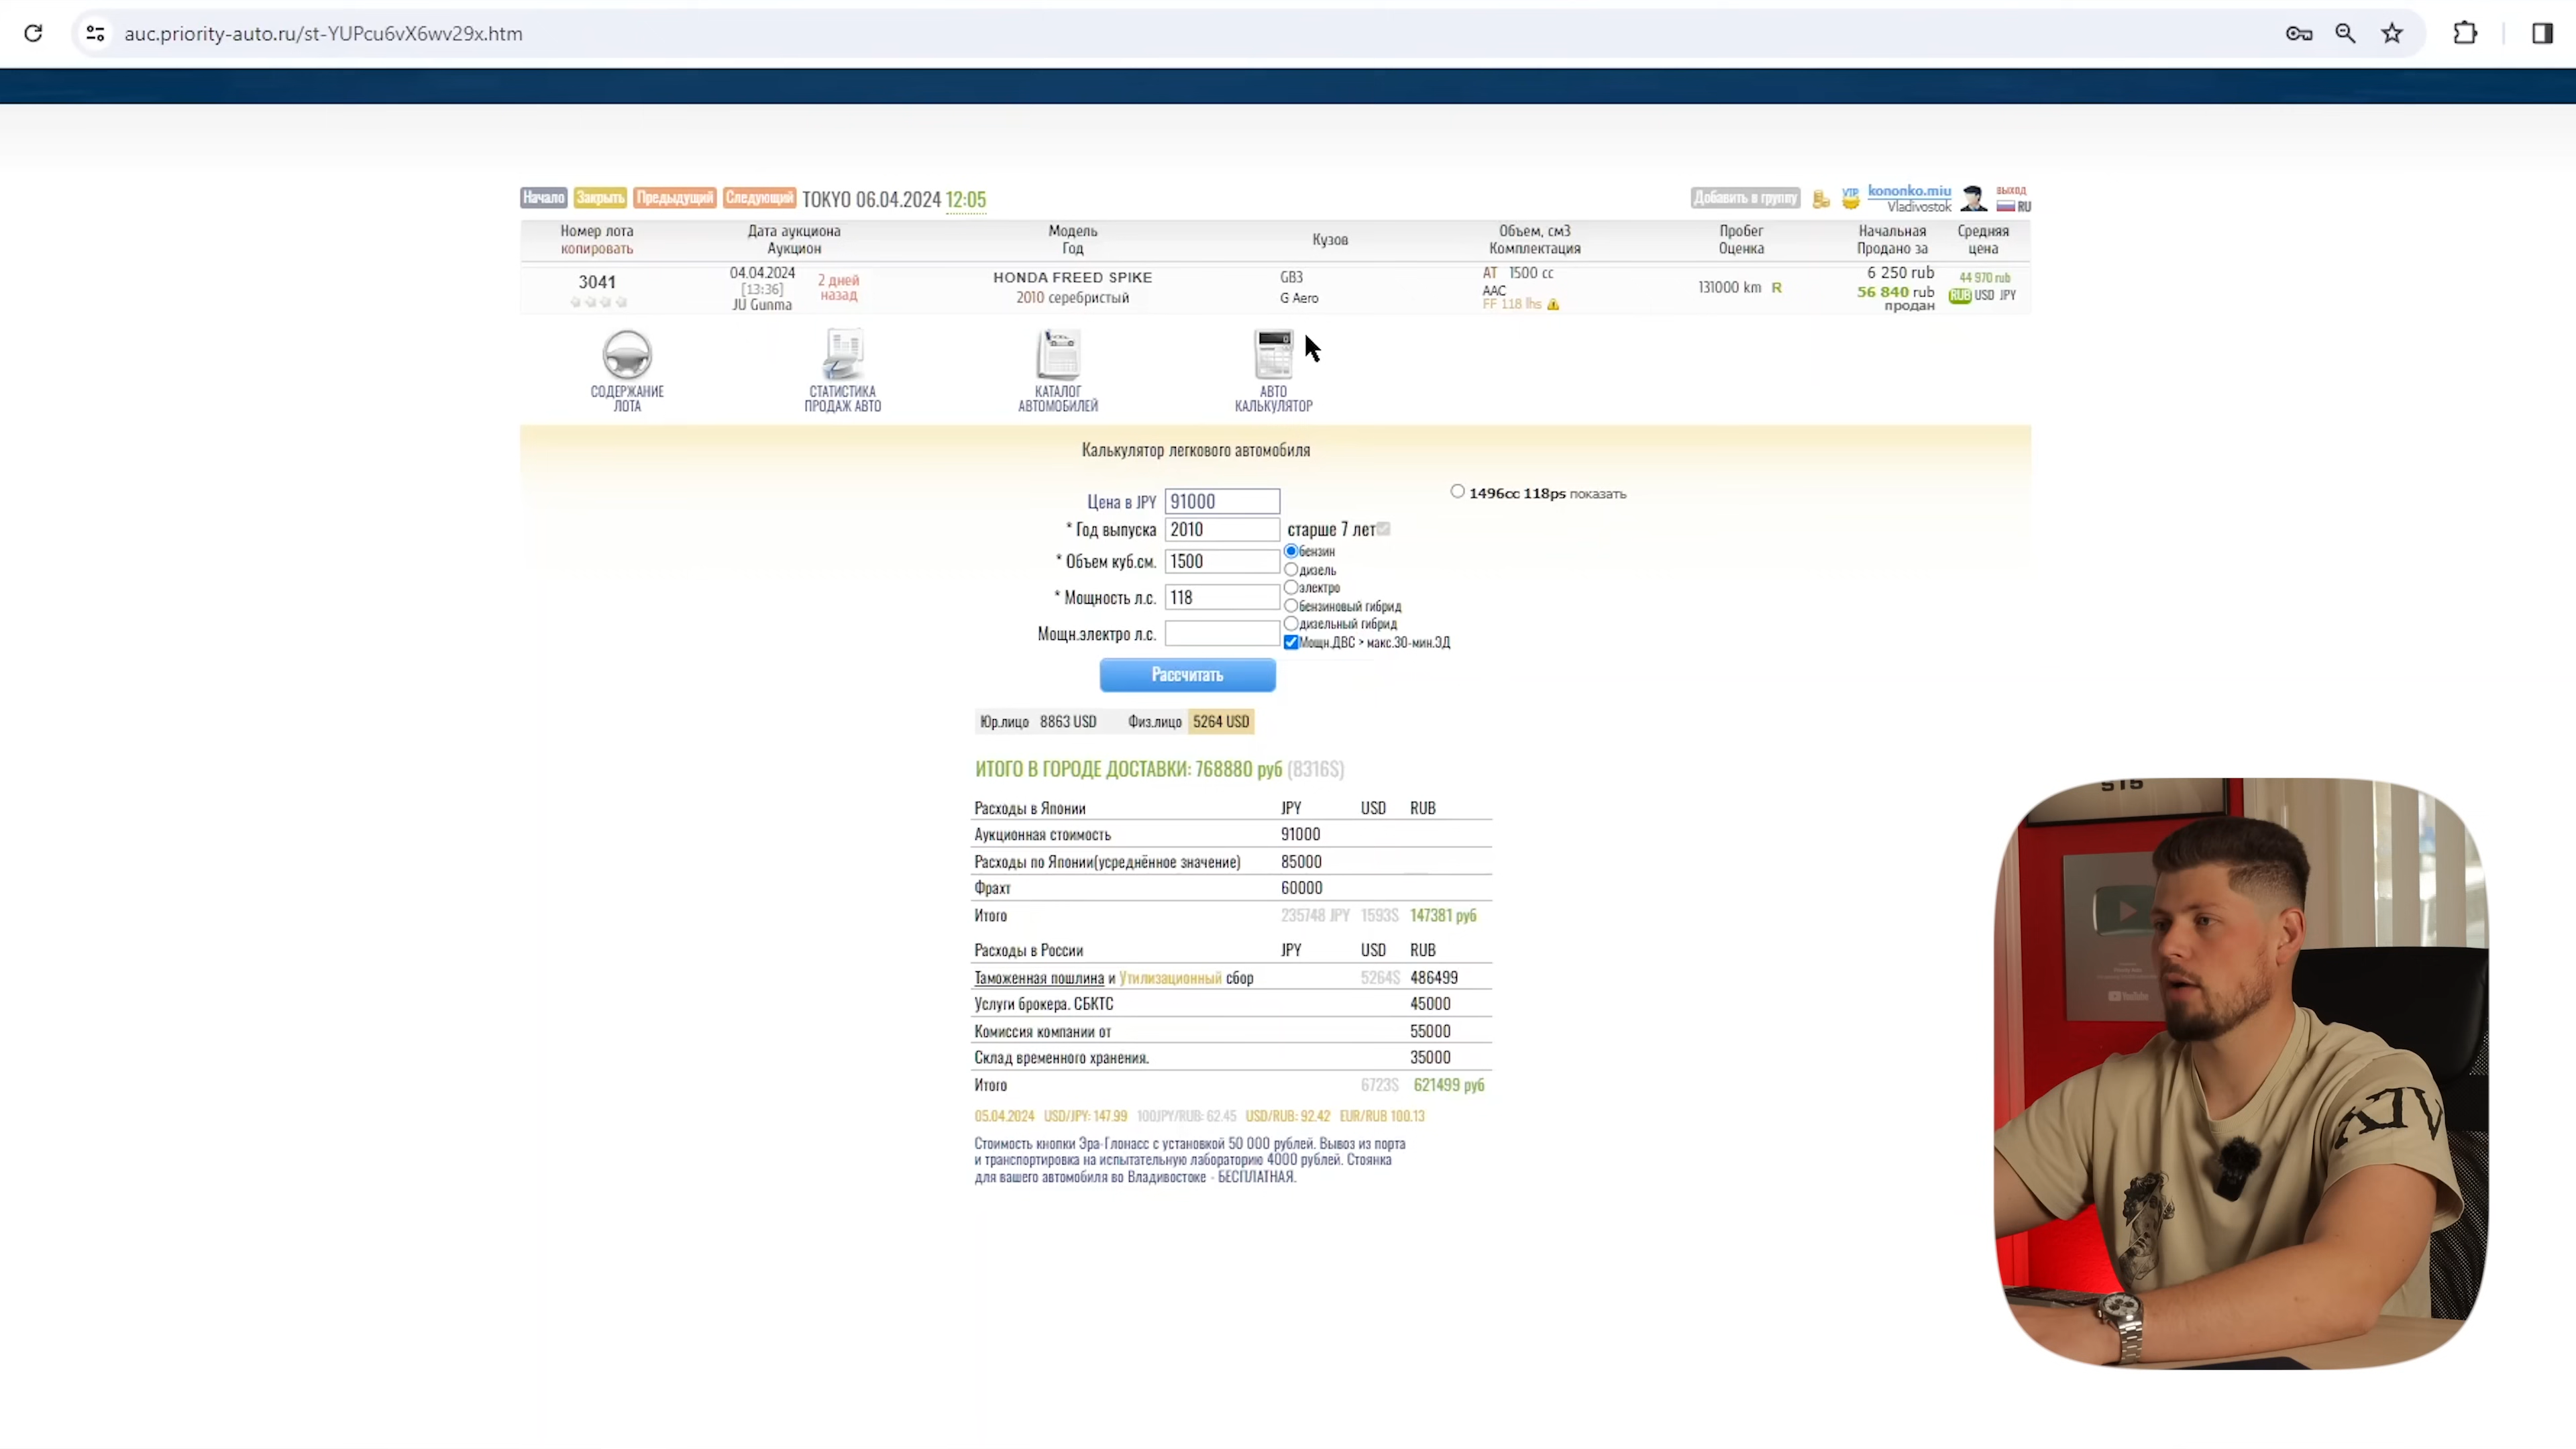 auc.priority-auto.ru/st-YUPcu6vX6wv29x.htm
Начало Закрыть Предыдущий Следующий TOKYO 06.04.2024 12:05
Добавить в группу VIP kononko.miu Vladivostok выход RU
Номер лота копировать
Дата аукциона Аукцион
Модель Год
Кузов
Объем, см3 Комплектация
Пробег Оценка
Начальная Продано за
Средняя цена
3041
04.04.2024 [13:36] JU Gunma
2 дней назад
HONDA FREED SPIKE
2010 серебристый
GB3
G Aero
AT 1500 cc
AAC
FF 118 lhs
131000 km R
6 250 rub
56 840 rub
продан
44 970 rub
RUB USD JPY
СОДЕРЖАНИЕ ЛОТА
СТАТИСТИКА ПРОДАЖ АВТО
КАТАЛОГ АВТОМОБИЛЕЙ
АВТО КАЛЬКУЛЯТОР
Калькулятор легкового автомобиля
Цена в JPY 91000
1496cc 118ps показать
* Год выпуска 2010 старше 7 лет
* Объем куб.см. 1500
бензин
дизель
электро
* Мощность л.с. 118
бензиновый гибрид
дизельный гибрид
Мощн.электро л.с.
Мощн.ДВС > макс.30-мин.ЭД
Рассчитать
Юр.лицо 8863 USD Физ.лицо 5264 USD
ИТОГО В ГОРОДЕ ДОСТАВКИ: 768880 руб (8316$)
Расходы в Японии JPY USD RUB
Аукционная стоимость 91000
Расходы по Японии(усреднённое значение) 85000
Фрахт 60000
Итого 235748 JPY 1593$ 147381 руб
Расходы в России JPY USD RUB
Таможенная пошлина и Утилизационный сбор 5264$ 486499
Услуги брокера. СБКТС 45000
Комиссия компании от 55000
Склад временного хранения. 35000
Итого 6723$ 621499 руб
05.04.2024 USD/JPY: 147.99 100JPY/RUB: 62.45 USD/RUB: 92.42 EUR/RUB 100.13
Стоимость кнопки Эра-Глонасс с установкой 50 000 рублей. Вывоз из порта
и транспортировка на испытательную лабораторию 4000 рублей. Стоянка
для вашего автомобиля во Владивостоке - БЕСПЛАТНАЯ.
YouTube
XIV